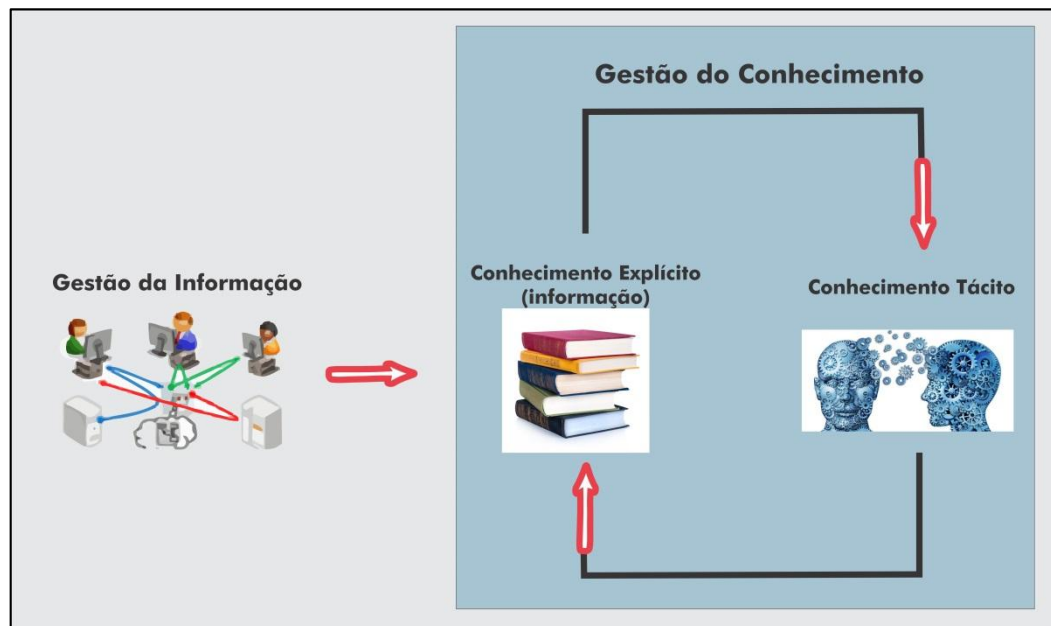 Gestão do Conhecimento
Gestão da Informação
Conhecimento Explícito
(informação)
Conhecimento Tácito